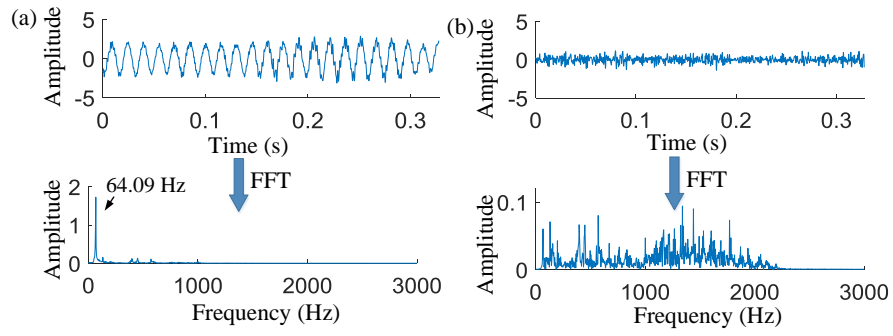 (a)
Amplitude
5
0
-5
0
0.1
0.2
0.3
Time (s)
FFT
Amplitude
2
1
0
64.09 Hz
0
1000
2000
3000
Frequency (Hz)
(b)
Amplitude
5
0
-5
0
0.1
0.2
0.3
Time (s)
FFT
Amplitude
0.1
0
0
1000
2000
3000
Frequency (Hz)